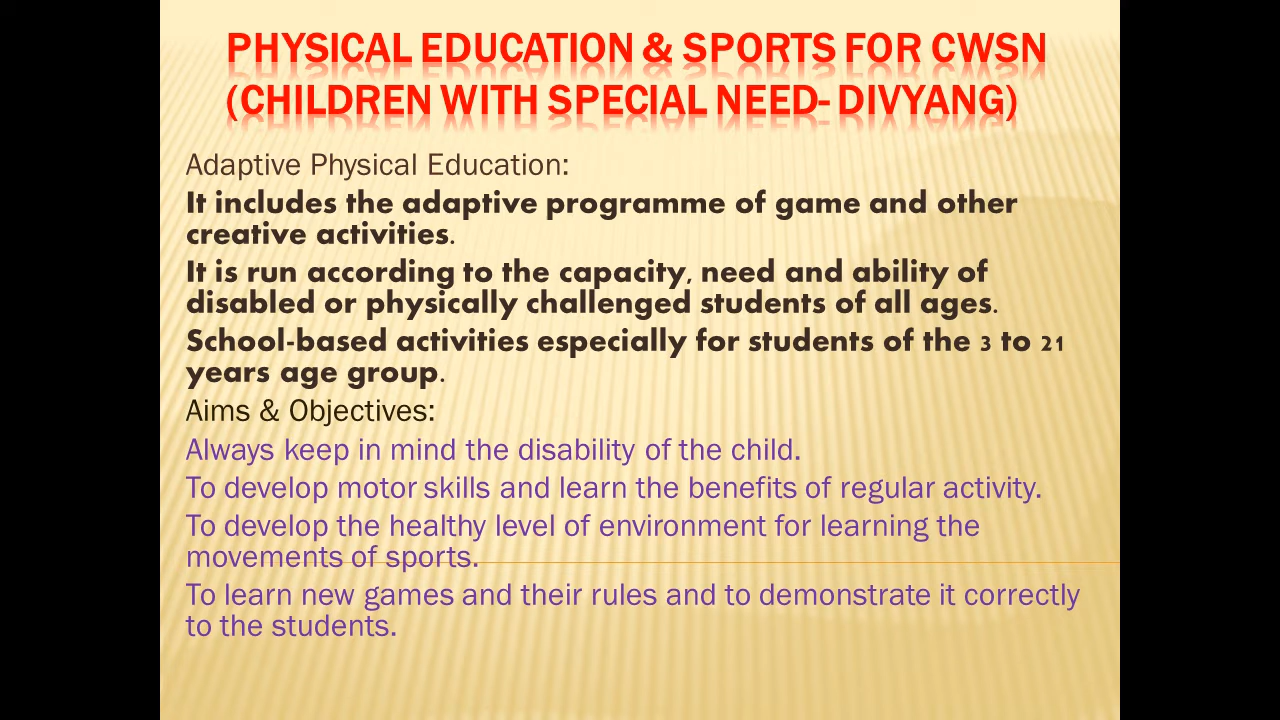 PHYSICAL EDUCATION & SPORTS FOR CWSN
(CHILDREN WITH SPECIAL NEED- DIVYANG)
Adaptive Physical Education:
It includes the adaptive programme of game and other
creative activities.
It is run according to the capacity, need and ability of
disabled or physically challenged students of all ages.
School-based activities especially for students of the 3 to 21
years age group.
Aims & Objectives:
Always keep in mind the disability of the child.
To develop motor skills and learn the benefits of regular activity.
To develop the healthy level of environment for learning the
movements of sports.
To learn new games and their rules and to demonstrate it correctly
to the students.